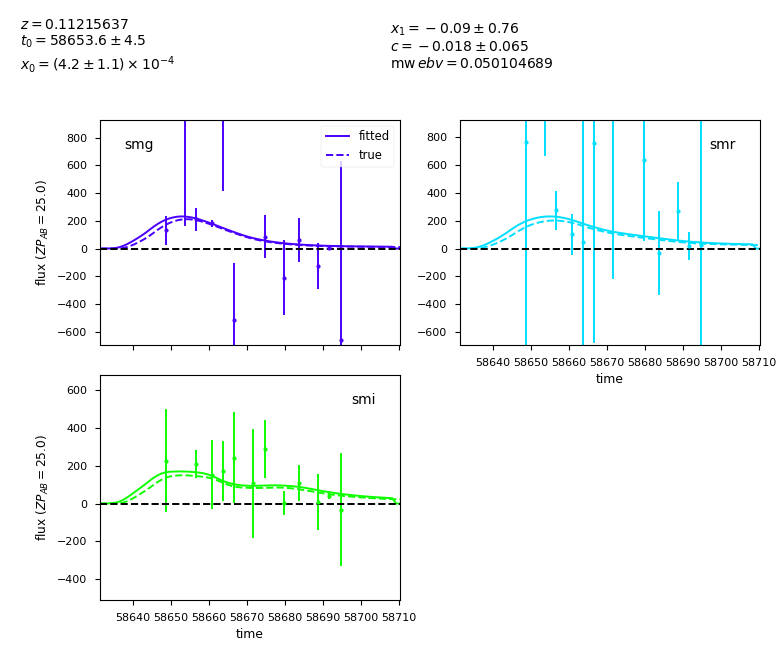 z = 0.11215637
t₀ = 58653.6 ± 4.5
x₀ = (4.2 ± 1.1) × 10⁻⁴
x₁ = −0.09 ± 0.76
c = −0.018 ± 0.065
mw ebv = 0.050104689
smg
fitted
true
800
600
400
200
0
−200
−400
−600
flux (ZP_AB = 25.0)
smr
800
600
400
200
0
−200
−400
−600
58640 58650 58660 58670 58680 58690 58700 58710
time
smi
600
400
200
0
−200
−400
flux (ZP_AB = 25.0)
58640 58650 58660 58670 58680 58690 58700 58710
time